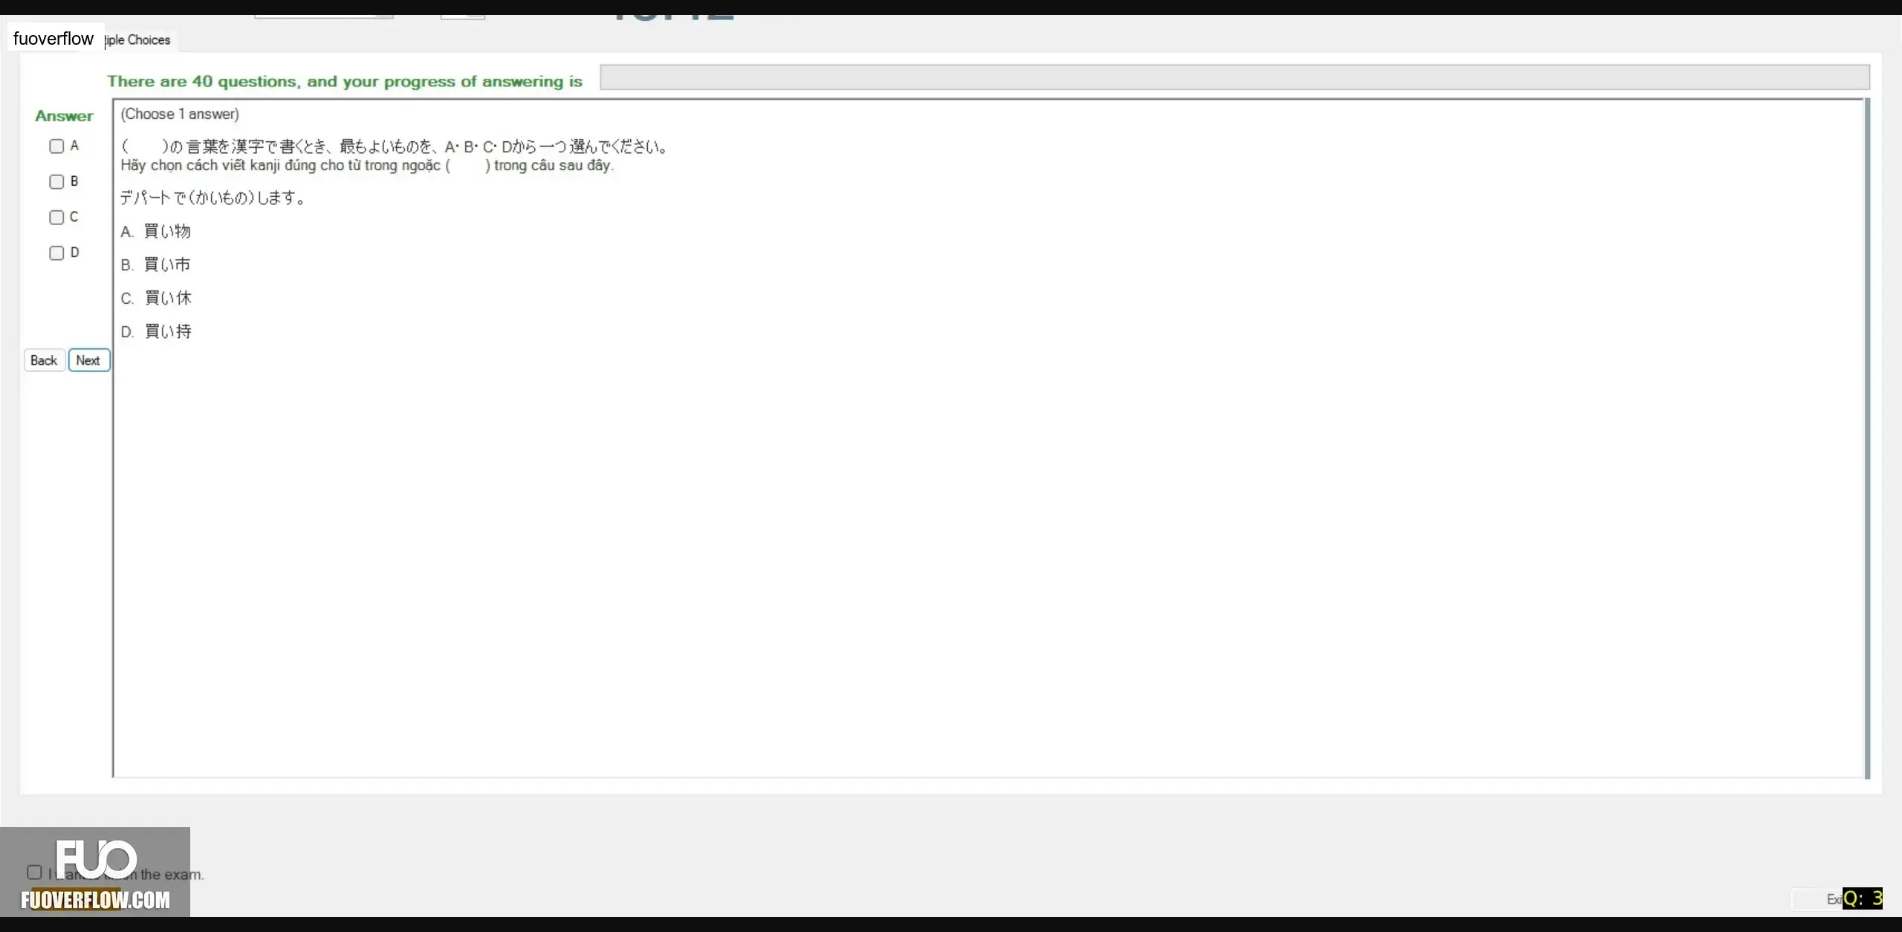 fuoverflow
iple Choices
There are 40 questions, and your progress of answering is
Answer
(Choose 1 answer)
A
B
C
D
(　　)の言葉を漢字で書くとき、最もよいものを、A・B・C・Dから一つ選んでください。
Hãy chọn cách viết kanji đúng cho từ trong ngoặc (　　) trong câu sau đây.
デパートで(かいもの)します。
A. 買い物
B. 買い市
C. 買い休
D. 買い持
Back
Next
FUO
the exam.
FUOVERFLOW.COM
Q: 3